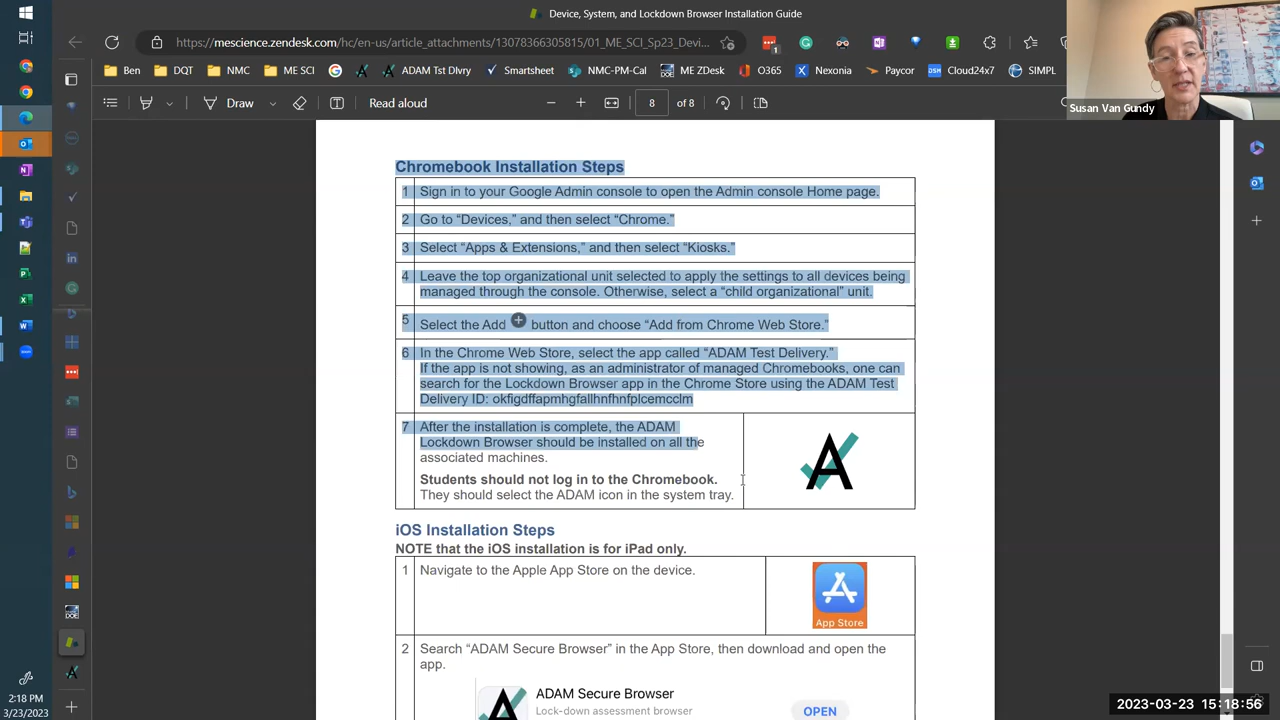 Device, System, and Lockdown Browser Installation Guide
https://mescience.zendesk.com/hc/en-us/article_attachments/13078366305815/01_ME_SCI_Sp23_Devi...
Ben
DQT
NMC
ME SCI
ADAM Tst Dlvry
Smartsheet
NMC-PM-Cal
ME ZDesk
O365
Nexonia
Paycor
Cloud24x7
SIMPL
Susan Van Gundy
Draw
Read aloud
8 of 8
Chromebook Installation Steps
1 Sign in to your Google Admin console to open the Admin console Home page.
2 Go to “Devices,” and then select “Chrome.”
3 Select “Apps & Extensions,” and then select “Kiosks.”
4 Leave the top organizational unit selected to apply the settings to all devices being
managed through the console. Otherwise, select a “child organizational” unit.
5 Select the Add + button and choose “Add from Chrome Web Store.”
6 In the Chrome Web Store, select the app called “ADAM Test Delivery.”
If the app is not showing, as an administrator of managed Chromebooks, one can
search for the Lockdown Browser app in the Chrome Store using the ADAM Test
Delivery ID: okfigdffapmhgfallhnfhnfplcemcclm
7 After the installation is complete, the ADAM
Lockdown Browser should be installed on all the
associated machines.
Students should not log in to the Chromebook.
They should select the ADAM icon in the system tray.
iOS Installation Steps
NOTE that the iOS installation is for iPad only.
1 Navigate to the Apple App Store on the device.
App Store
2 Search “ADAM Secure Browser” in the App Store, then download and open the
app.
ADAM Secure Browser
Lock-down assessment browser
OPEN
2:18 PM
3/23/2023
2023-03-23 15:18:56